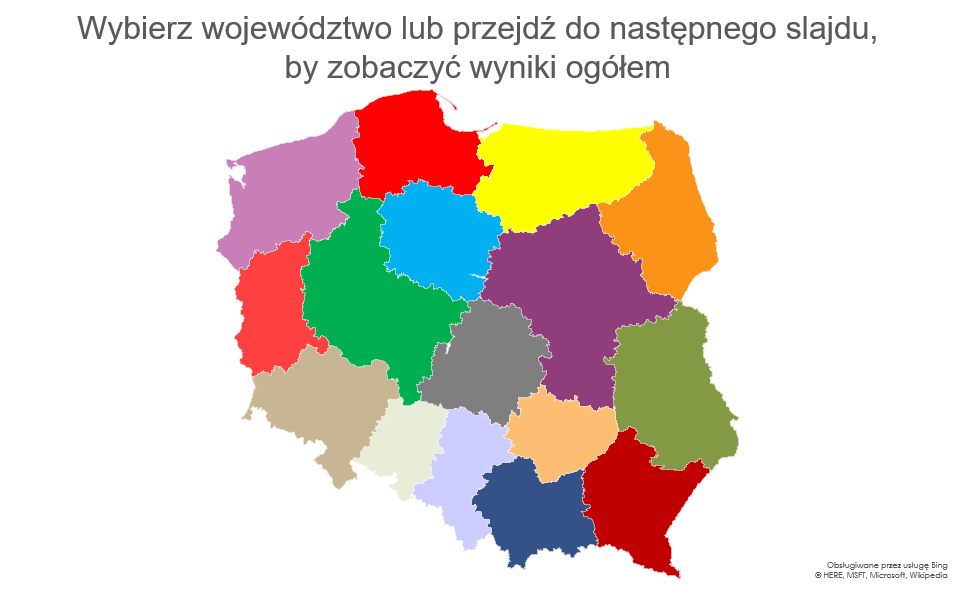 Wybierz województwo lub przejdź do następnego slajdu,
by zobaczyć wyniki ogółem
Obsługiwane przez usługę Bing
© HERE, MSFT, Microsoft, Wikipedia